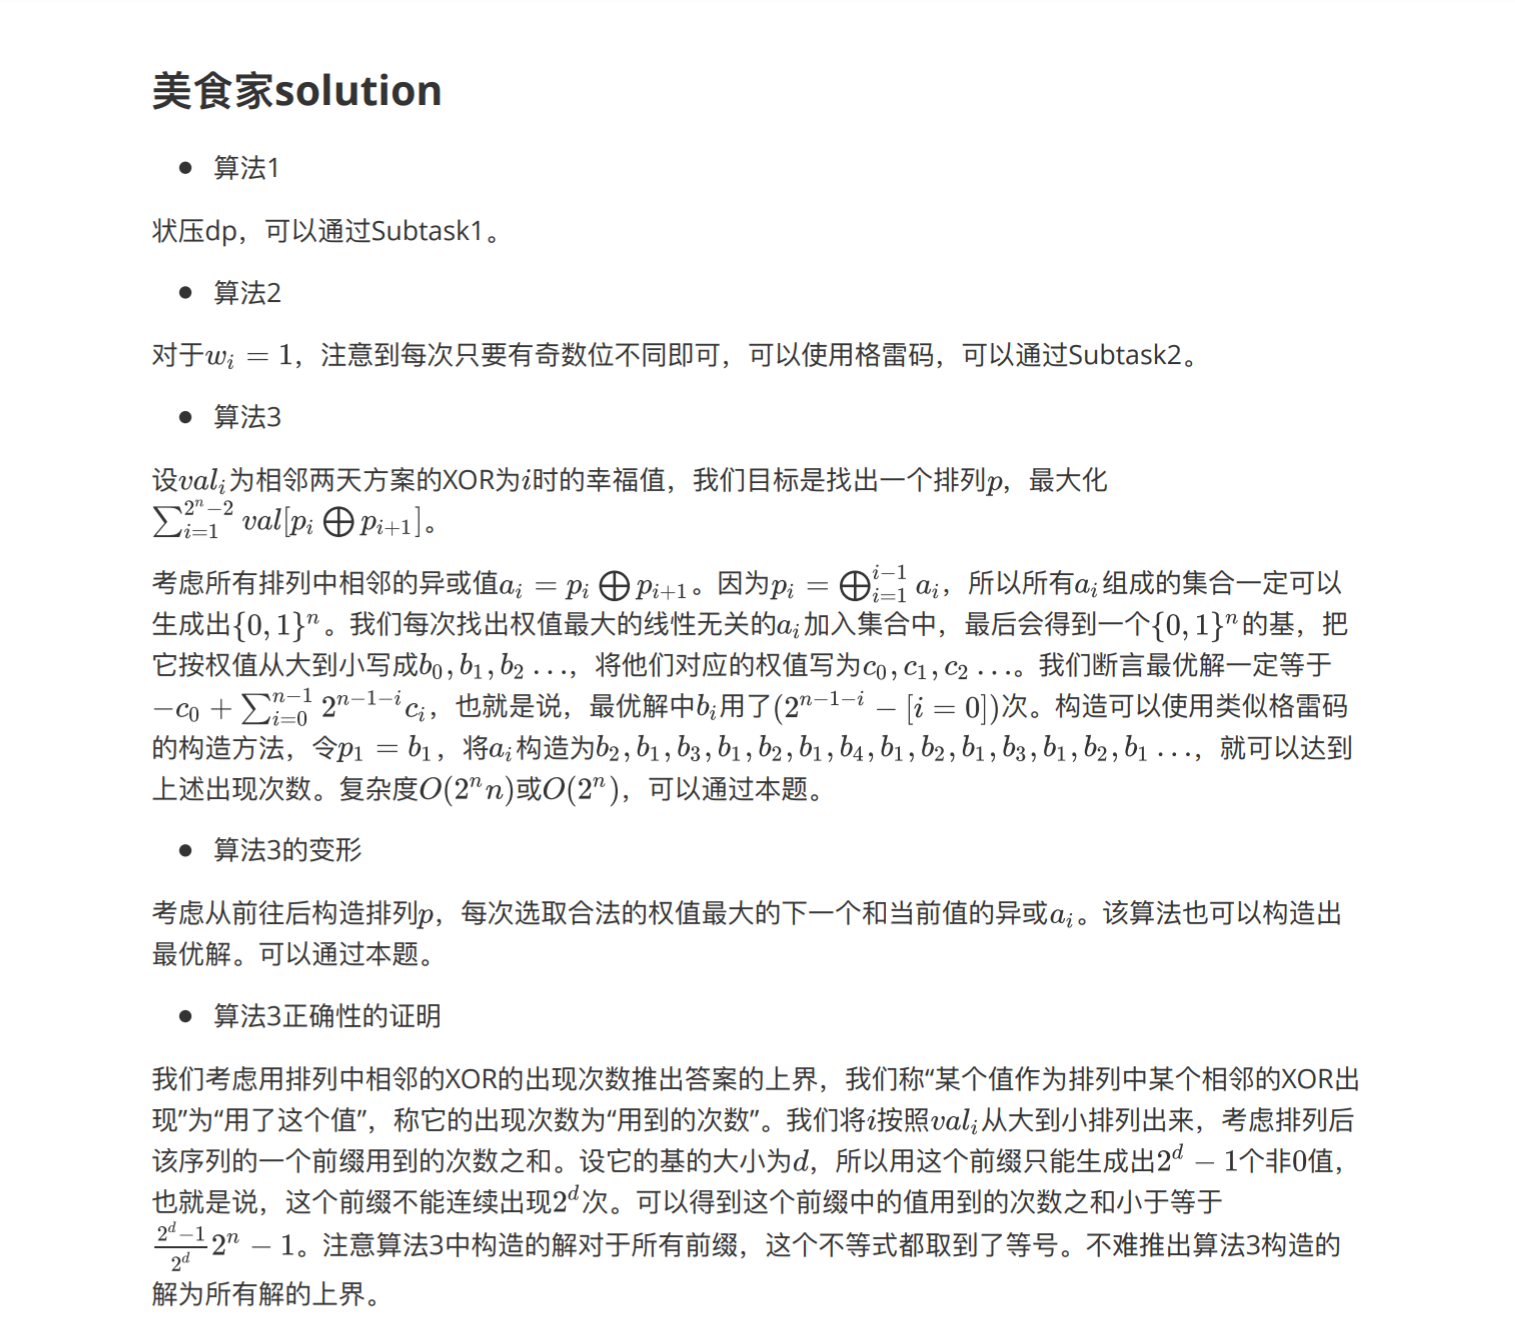 美食家solution
● 算法1
状压dp，可以通过Subtask1。
● 算法2
对于$w_i = 1$，注意到每次只要有奇数位不同即可，可以使用格雷码，可以通过Subtask2。
● 算法3
设$val_i$为相邻两天方案的XOR为$i$时的幸福值，我们目标是找出一个排列$p$，最大化
$\sum_{i=1}^{2^n-2} val[p_i \bigoplus p_{i+1}]$。
考虑所有排列中相邻的异或值$a_i = p_i \bigoplus p_{i+1}$。因为$p_i = \bigoplus_{i=1}^{i-1} a_i$，所以所有$a_i$组成的集合一定可以
生成出$\{0, 1\}^n$。我们每次找出权值最大的线性无关的$a_i$加入集合中，最后会得到一个$\{0, 1\}^n$的基，把
它按权值从大到小写成$b_0, b_1, b_2 \ldots$，将他们对应的权值写为$c_0, c_1, c_2 \ldots$。我们断言最优解一定等于
$-c_0 + \sum_{i=0}^{n-1} 2^{n-1-i} c_i$，也就是说，最优解中$b_i$用了$(2^{n-1-i} - [i = 0])$次。构造可以使用类似格雷码
的构造方法，令$p_1 = b_1$，将$a_i$构造为$b_2, b_1, b_3, b_1, b_2, b_1, b_4, b_1, b_2, b_1, b_3, b_1, b_2, b_1 \ldots$，就可以达到
上述出现次数。复杂度$O(2^n n)$或$O(2^n)$，可以通过本题。
● 算法3的变形
考虑从前往后构造排列$p$，每次选取合法的权值最大的下一个和当前值的异或$a_i$。该算法也可以构造出
最优解。可以通过本题。
● 算法3正确性的证明
我们考虑用排列中相邻的XOR的出现次数推出答案的上界，我们称“某个值作为排列中某个相邻的XOR出
现”为“用了这个值”，称它的出现次数为“用到的次数”。我们将$i$按照$val_i$从大到小排列出来，考虑排列后
该序列的一个前缀用到的次数之和。设它的基的大小为$d$，所以用这个前缀只能生成出$2^d - 1$个非0值，
也就是说，这个前缀不能连续出现$2^d$次。可以得到这个前缀中的值用到的次数之和小于等于
$\frac{2^d-1}{2^d} 2^n - 1$。注意算法3中构造的解对于所有前缀，这个不等式都取到了等号。不难推出算法3构造的
解为所有解的上界。